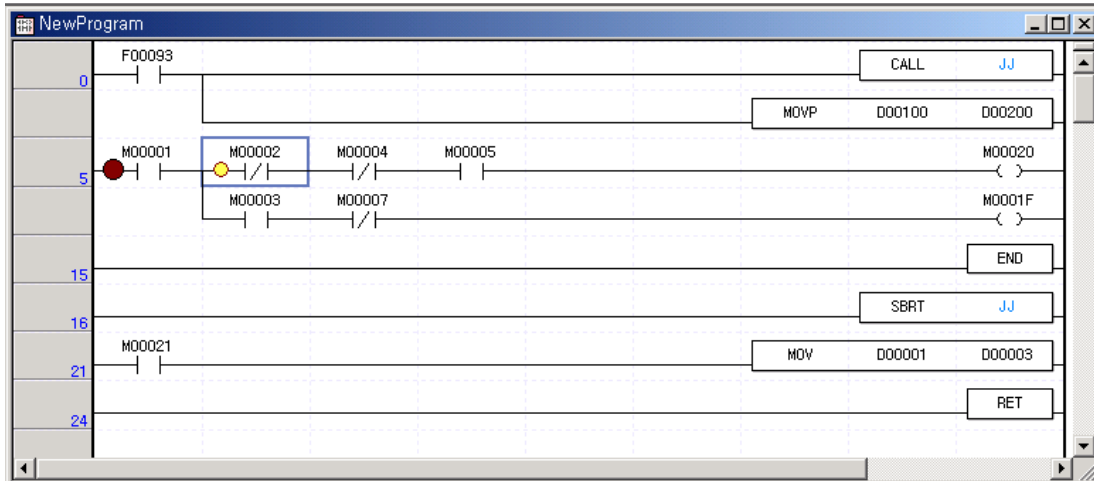 NewProgram
F00093
0
CALL JJ
MOVP D00100 D00200
M00001 M00002 M00004 M00005 M00020
5
M00003 M00007 M0001F
END
15
SBRT JJ
16
M00021
MOV D00001 D00003
21
RET
24